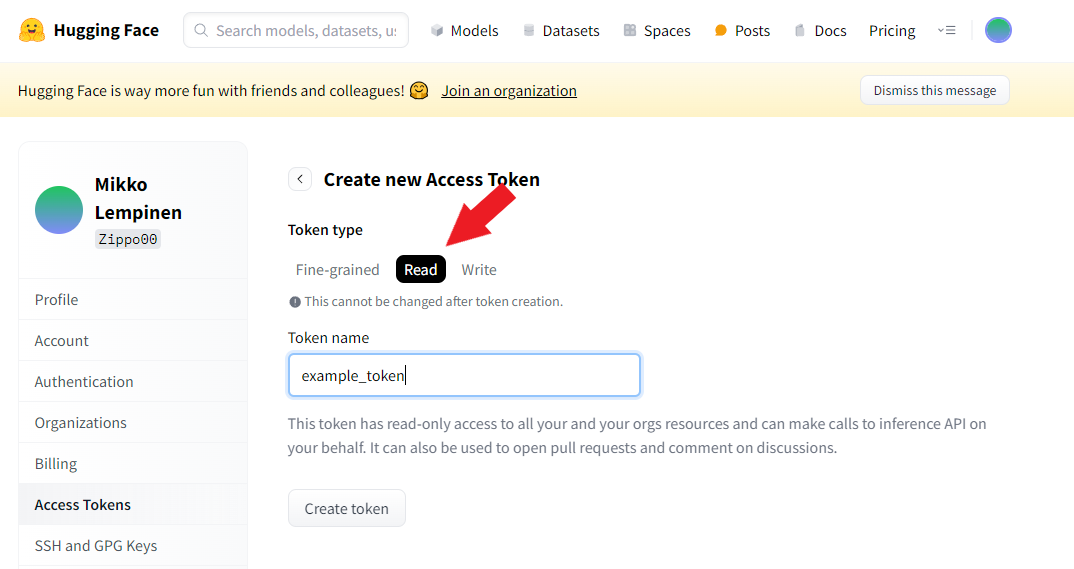 Hugging Face
Search models, datasets, us
Models
Datasets
Spaces
Posts
Docs
Pricing
Hugging Face is way more fun with friends and colleagues! 🤗 Join an organization
Dismiss this message
Mikko
Lempinen
Zippo00
Profile
Account
Authentication
Organizations
Billing
Access Tokens
SSH and GPG Keys
Create new Access Token
Token type
Fine-grained
Read
Write
This cannot be changed after token creation.
Token name
example_token
This token has read-only access to all your and your orgs resources and can make calls to inference API on
your behalf. It can also be used to open pull requests and comment on discussions.
Create token